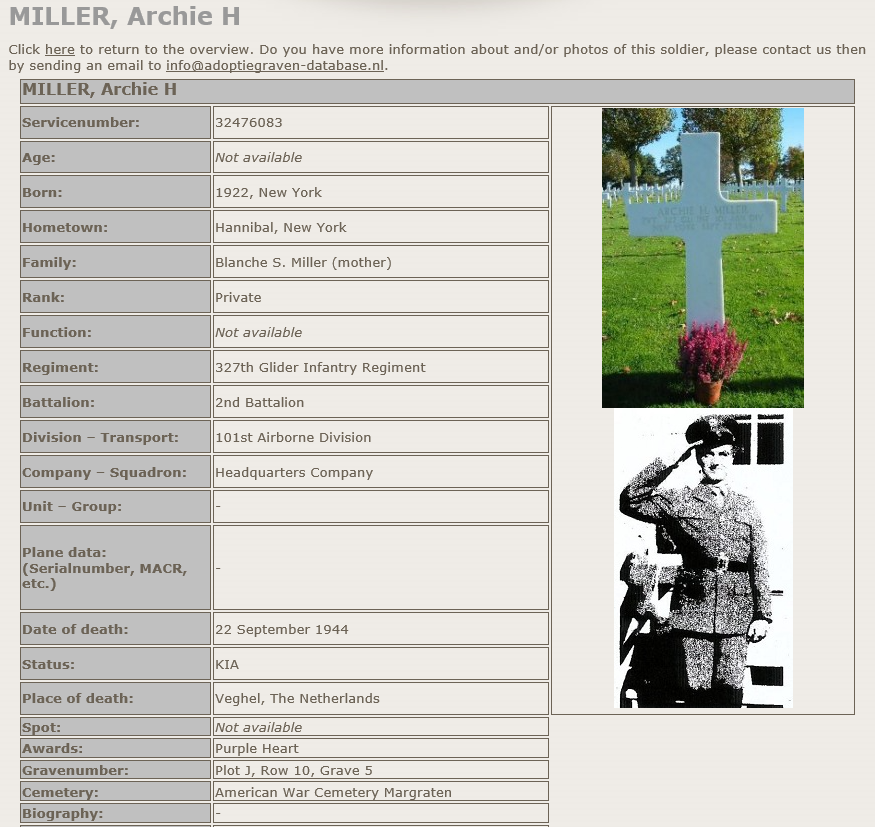 MILLER, Archie H
Click here to return to the overview. Do you have more information about and/or photos of this soldier, please contact us then
by sending an email to info@adoptiegraven-database.nl.
MILLER, Archie H
Servicenumber: 32476083
Age: Not available
Born: 1922, New York
Hometown: Hannibal, New York
Family: Blanche S. Miller (mother)
Rank: Private
Function: Not available
Regiment: 327th Glider Infantry Regiment
Battalion: 2nd Battalion
Division – Transport: 101st Airborne Division
Company – Squadron: Headquarters Company
Unit – Group: -
Plane data:
(Serialnumber, MACR, -
etc.)
Date of death: 22 September 1944
Status: KIA
Place of death: Veghel, The Netherlands
Spot: Not available
Awards: Purple Heart
Gravenumber: Plot J, Row 10, Grave 5
Cemetery: American War Cemetery Margraten
Biography: -
ARCHIE H. MILLER